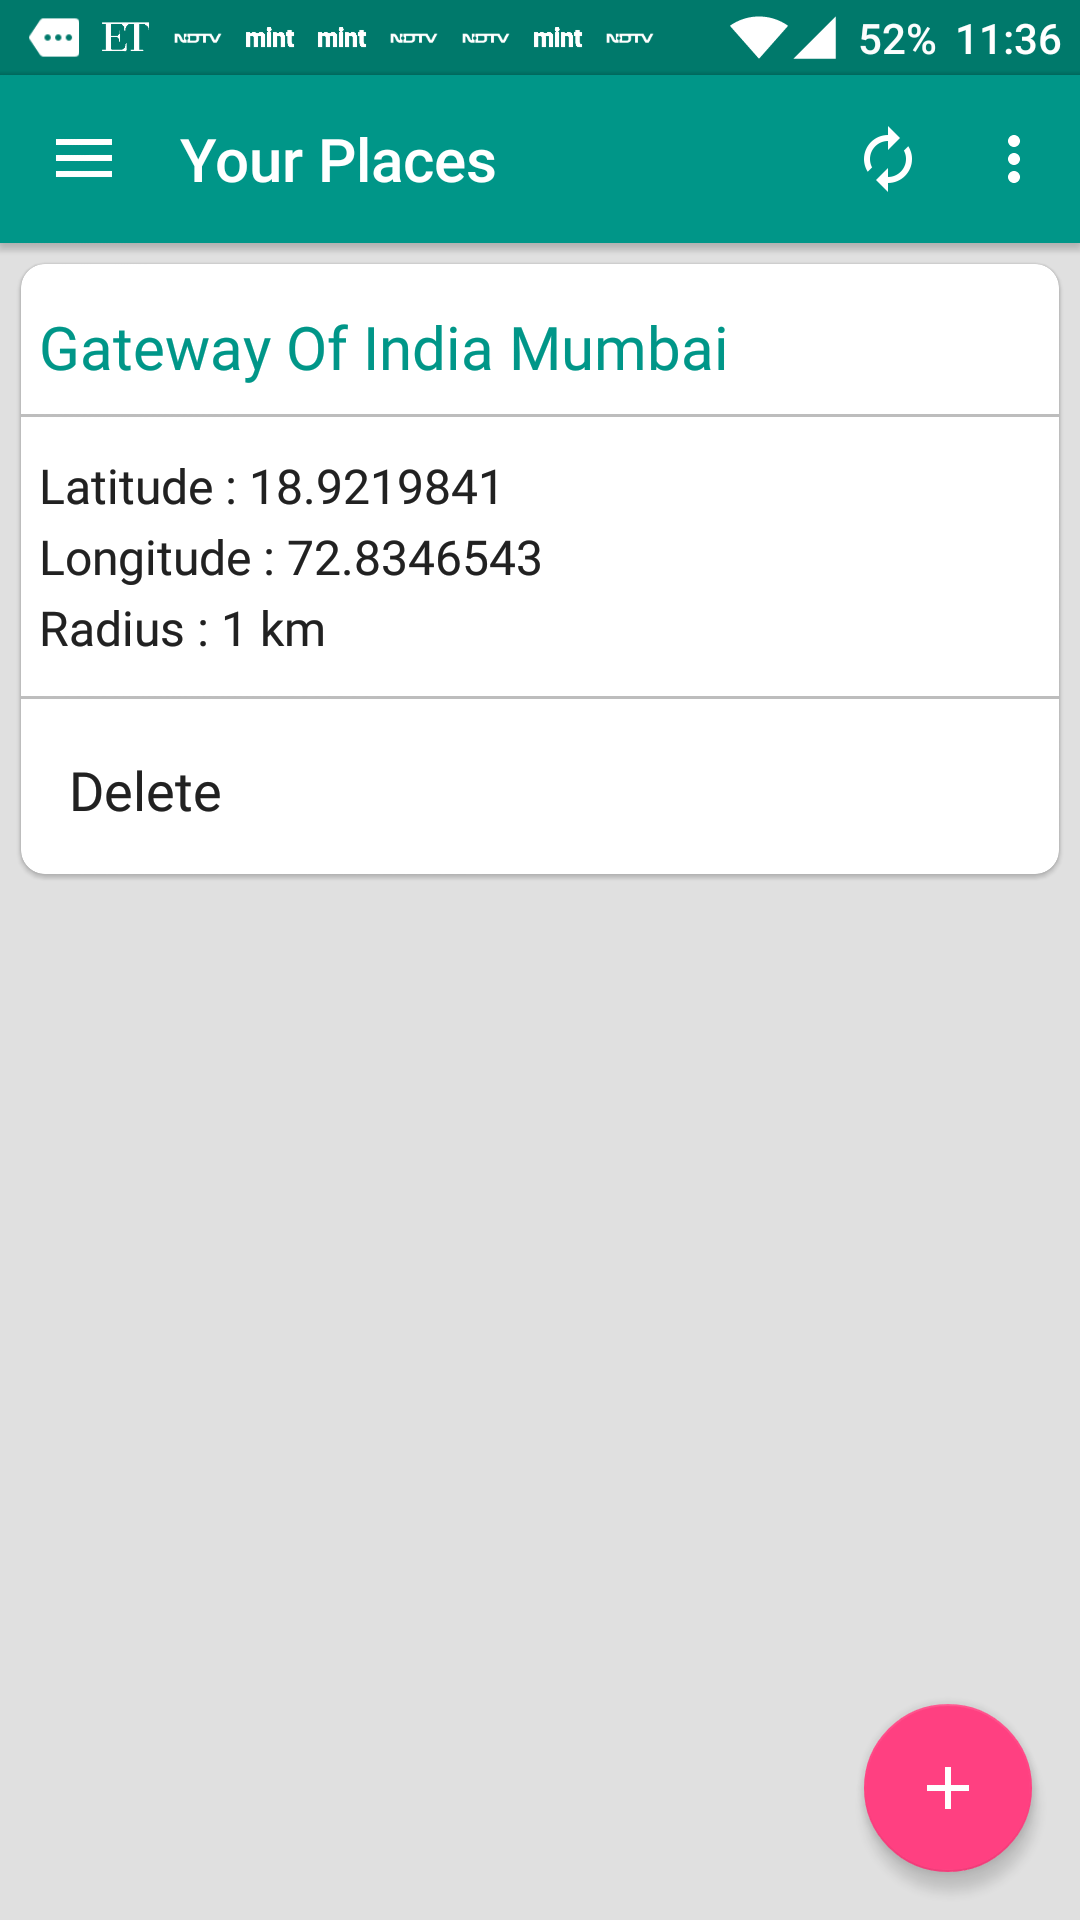 ET NDTV mint mint NDTV NDTV mint NDTV 52% 11:36
Your Places
Gateway Of India Mumbai
Latitude : 18.9219841
Longitude : 72.8346543
Radius : 1 km
Delete